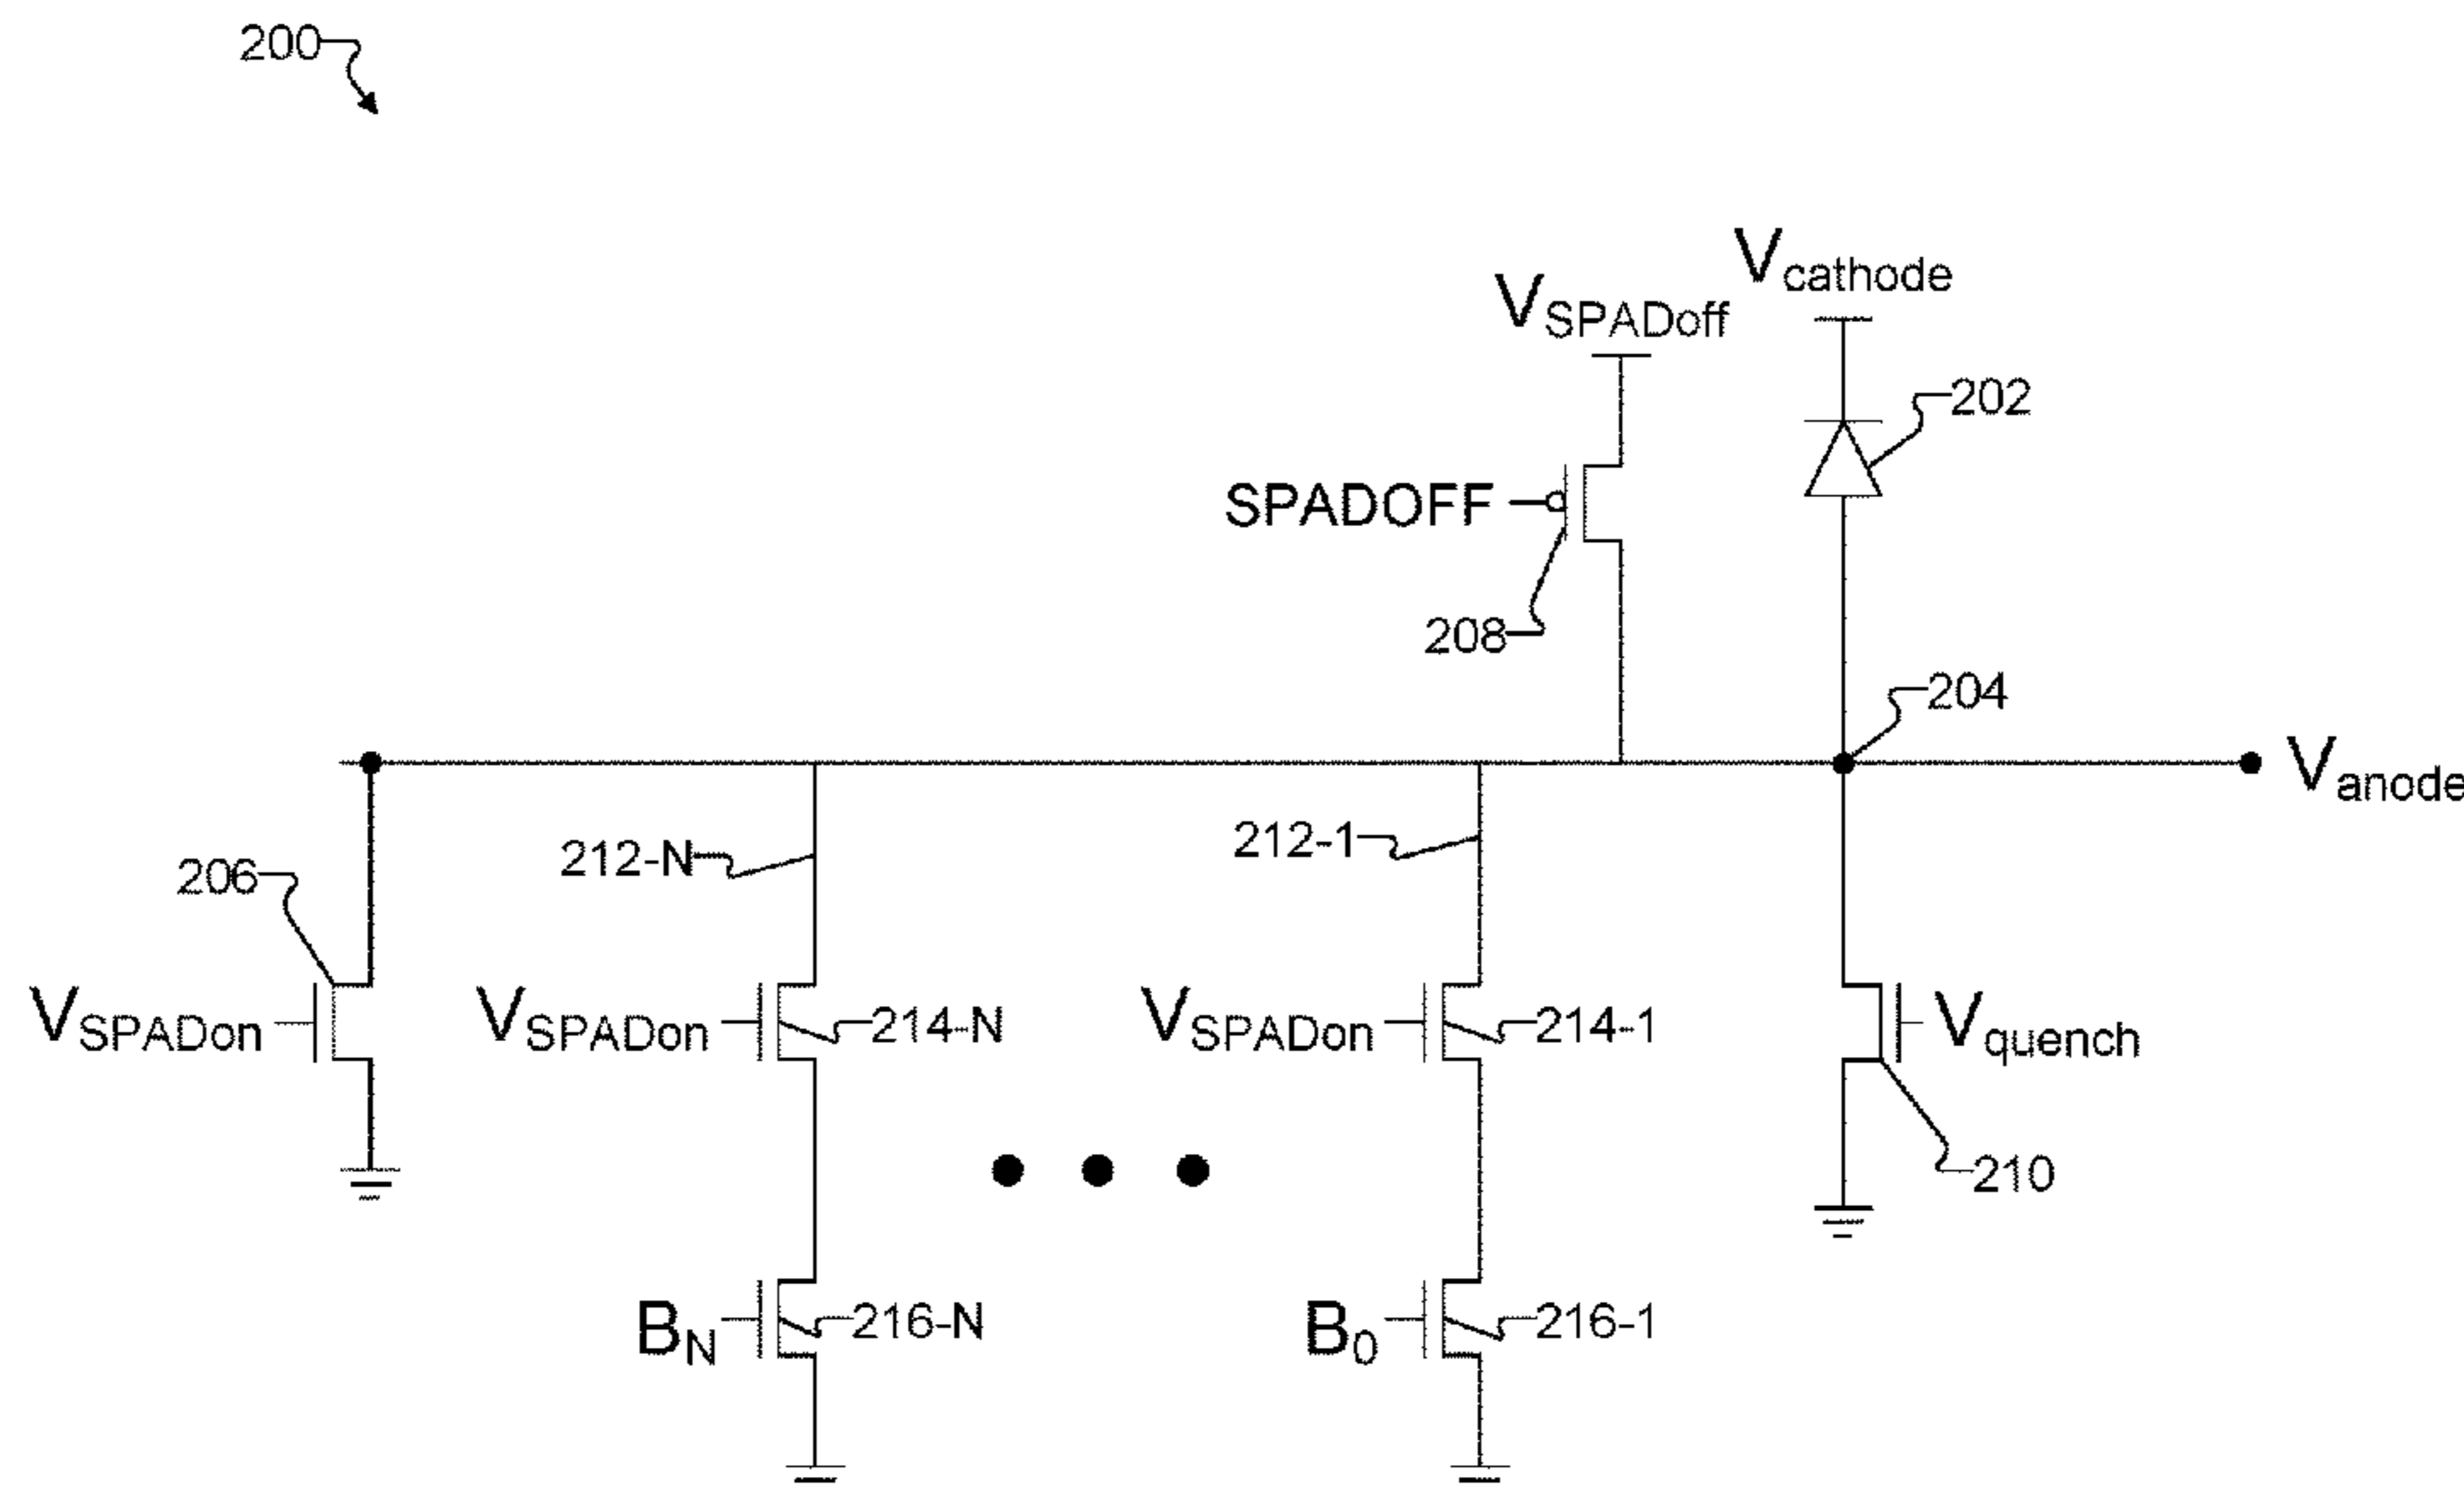 200
Vcathode
VSPADoff
202
SPADOFF
208
204
Vanode
212-1
212-N
206
VSPADon
VSPADon
214-N
VSPADon
214-1
Vquench
210
BN
216-N
B0
216-1